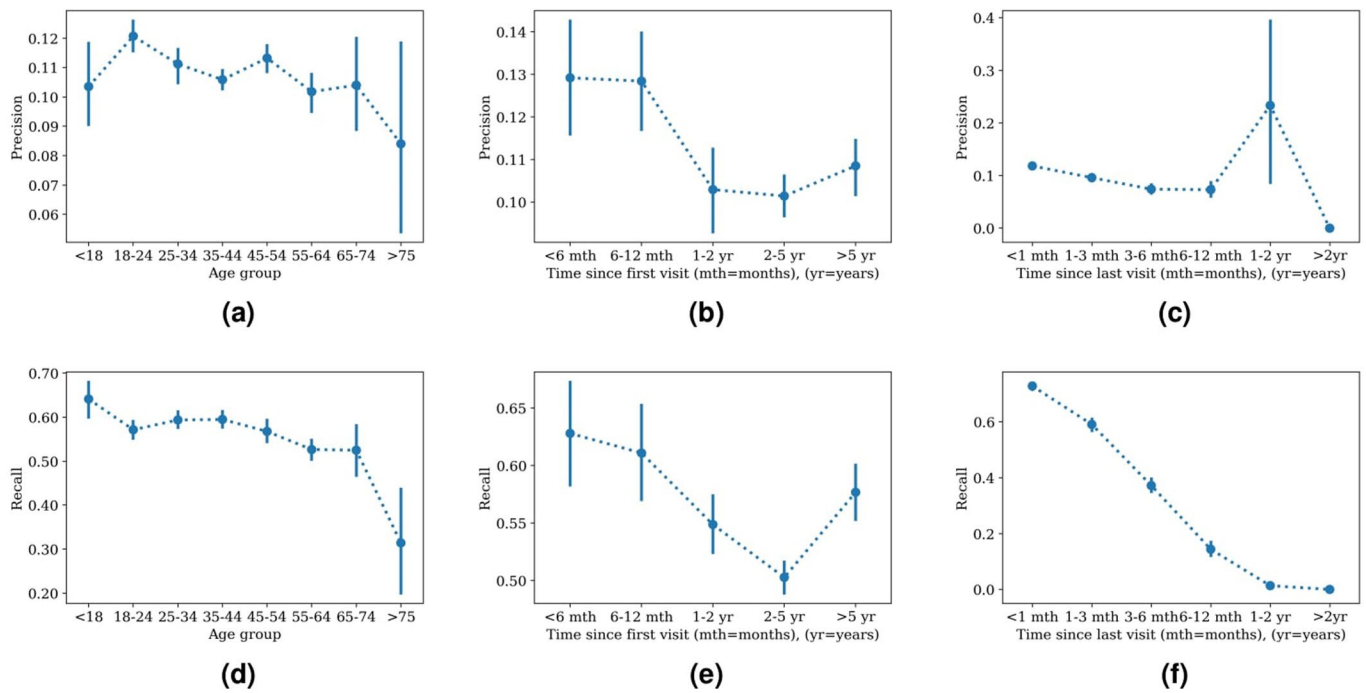 0.12
0.11
0.10
0.09
0.08
0.07
0.06
Precision
<18 18-24 25-34 35-44 45-54 55-64 65-74 >75
Age group
(a)
0.14
0.13
0.12
0.11
0.10
Precision
<6 mth 6-12 mth 1-2 yr 2-5 yr >5 yr
Time since first visit (mth=months), (yr=years)
(b)
0.4
0.3
0.2
0.1
0.0
Precision
<1 mth 1-3 mth 3-6 mth 6-12 mth 1-2 yr >2yr
Time since last visit (mth=months), (yr=years)
(c)
0.70
0.60
0.50
0.40
0.30
0.20
Recall
<18 18-24 25-34 35-44 45-54 55-64 65-74 >75
Age group
(d)
0.65
0.60
0.55
0.50
Recall
<6 mth 6-12 mth 1-2 yr 2-5 yr >5 yr
Time since first visit (mth=months), (yr=years)
(e)
0.6
0.4
0.2
0.0
Recall
<1 mth 1-3 mth 3-6 mth 6-12 mth 1-2 yr >2yr
Time since last visit (mth=months), (yr=years)
(f)